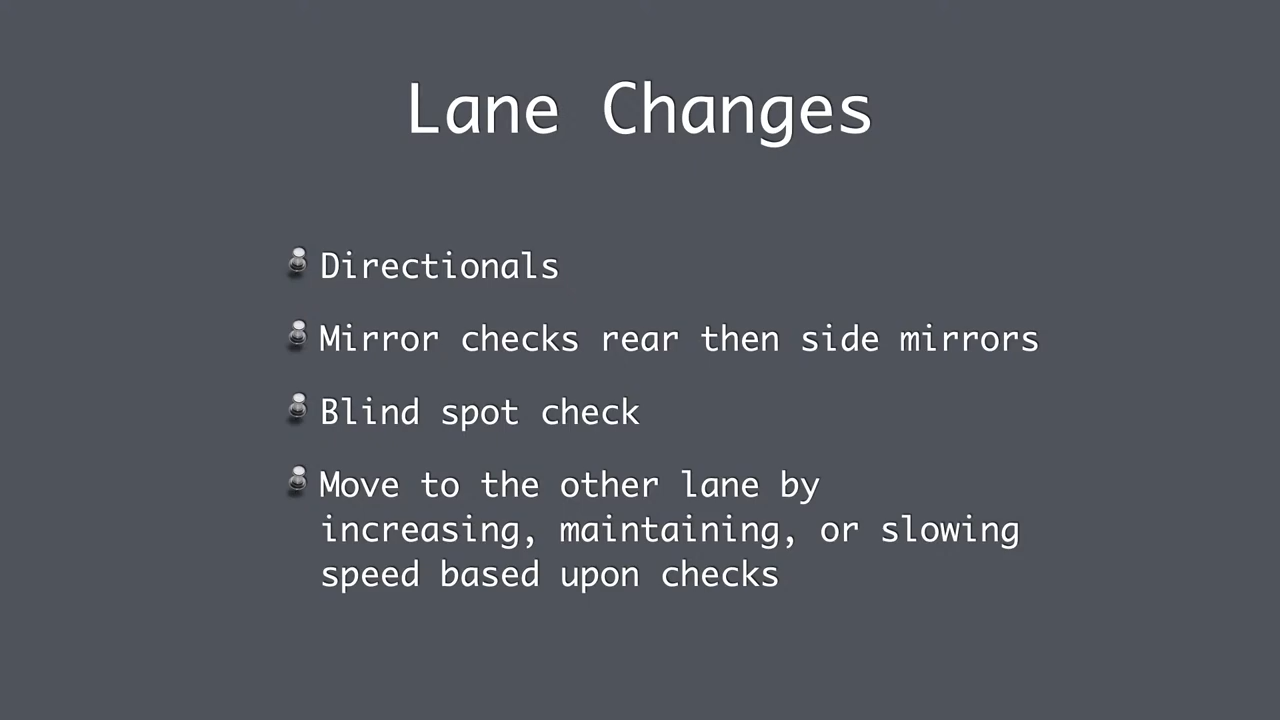 Lane Changes
Directionals
Mirror checks rear then side mirrors
Blind spot check
Move to the other lane by
increasing, maintaining, or slowing
speed based upon checks